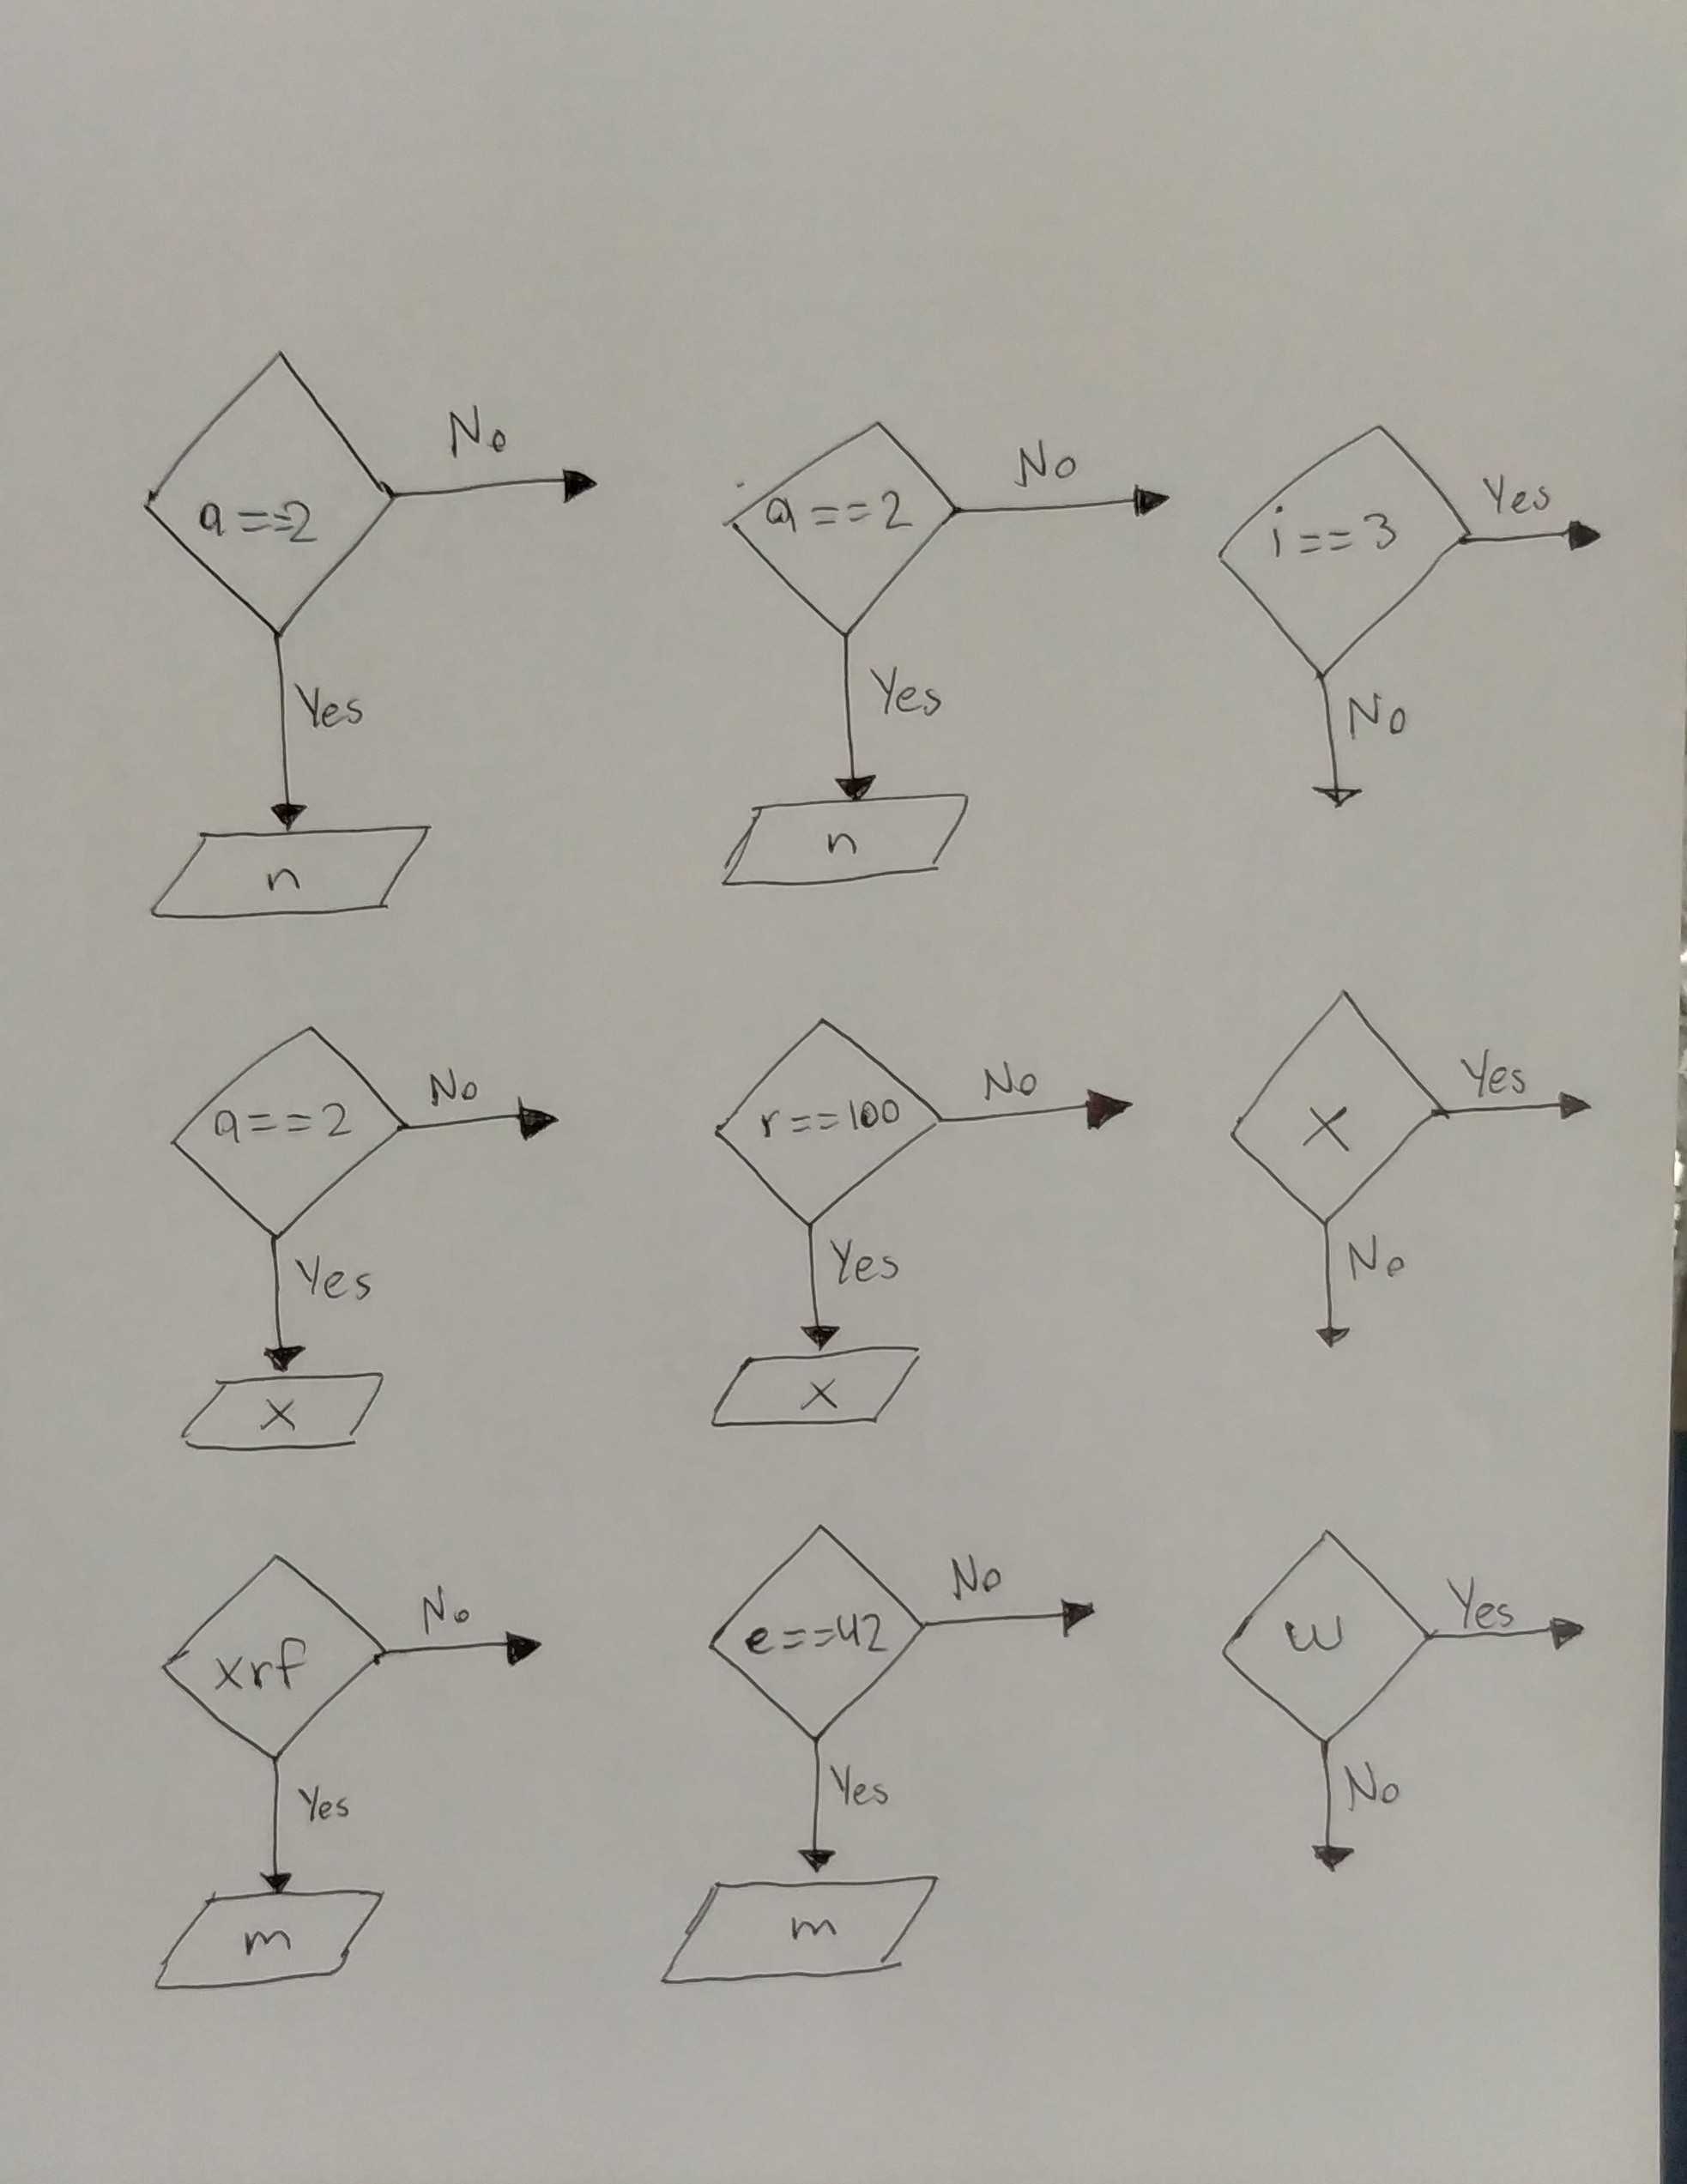 No
a==2
Yes
n
No
a==2
Yes
n
Yes
i==3
No
No
a==2
Yes
x
No
r==100
Yes
x
Yes
X
No
No
xrf
Yes
m
No
e==42
Yes
m
Yes
w
No